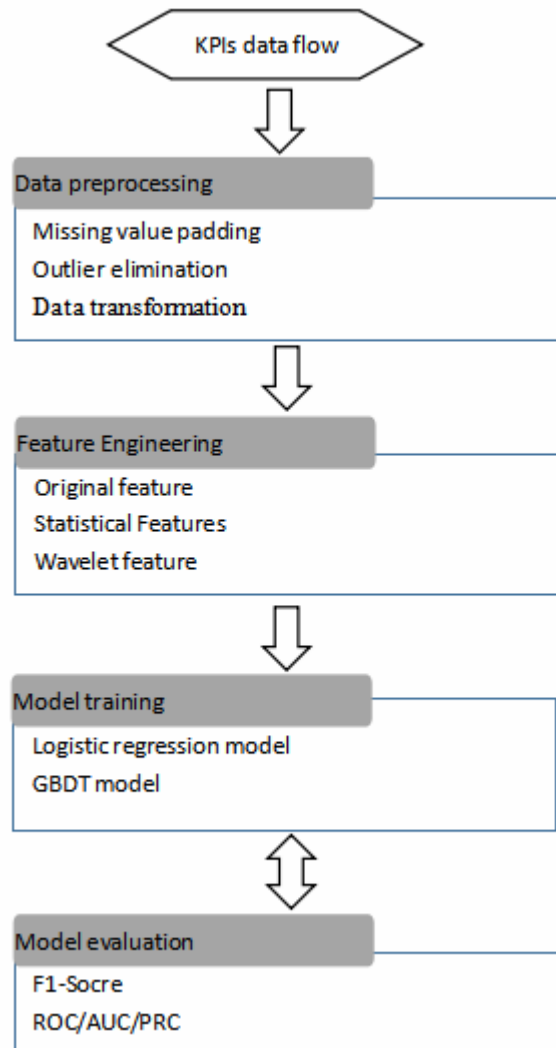 KPIs data flow
Data preprocessing
Missing value padding
Outlier elimination
Data transformation
Feature Engineering
Original feature
Statistical Features
Wavelet feature
Model training
Logistic regression model
GBDT model
Model evaluation
F1-Socre
ROC/AUC/PRC